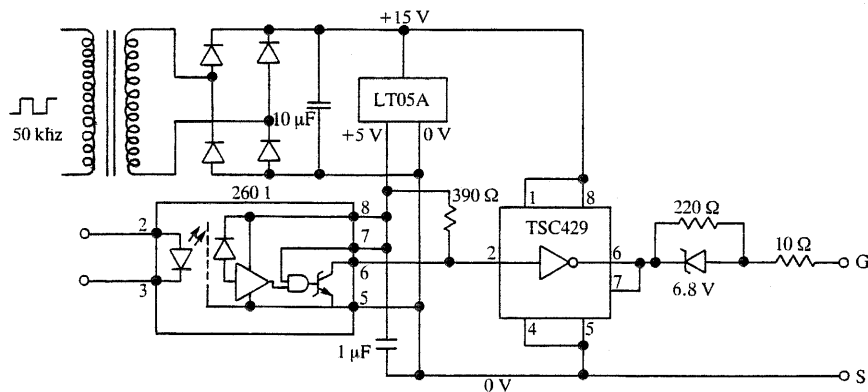 +15 V
LT05A
50 khz
10 µF
+5 V
0 V
260 1
390 Ω
1
8
TSC429
220 Ω
2
8
7
2
6
10 Ω
G
6
7
6.8 V
3
5
4
5
1 µF
0 V
S